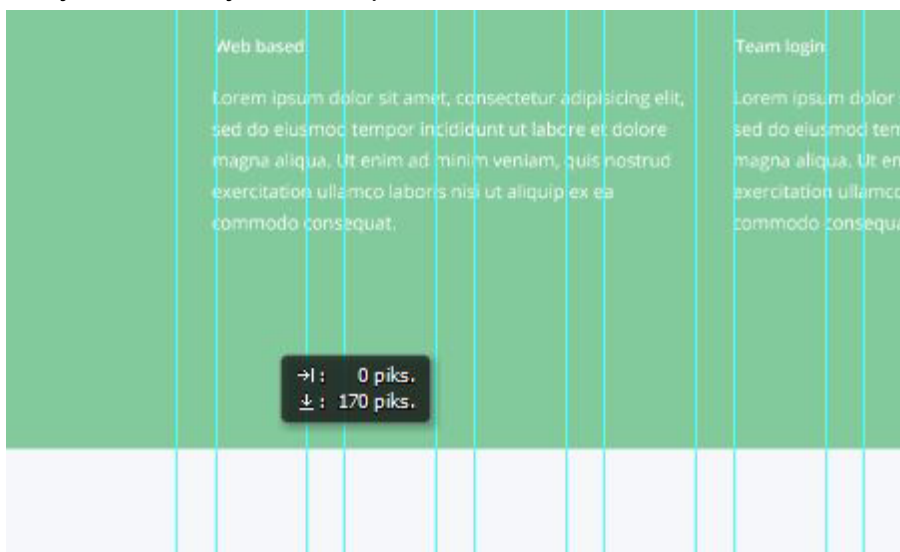 Web based
Lorem ipsum dolor sit amet, consectetur adipisicing elit,
sed do eiusmod tempor incididunt ut labore et dolore
magna aliqua. Ut enim ad minim veniam, quis nostrud
exercitation ullamco laboris nisi ut aliquip ex ea
commodo consequat.
Team login
Lorem ipsum dolor
sed do eiusmod tem
magna aliqua. Ut en
exercitation ullamco
commodo consequa
0 piks.
170 piks.